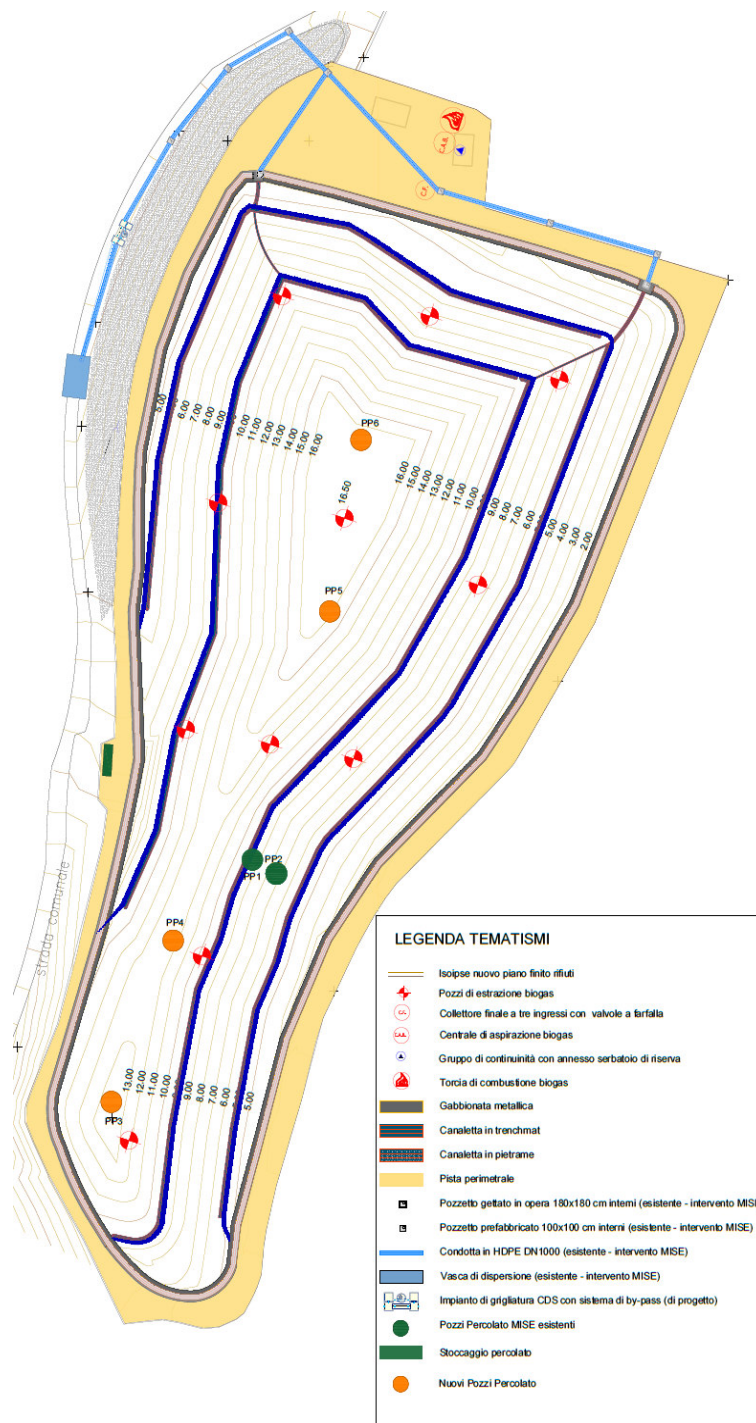 C.A.B.
C.F.
5.00
6.00
7.00
8.00
9.00
10.00
11.00
12.00
13.00
14.00
15.00
16.00
PP6
16.50
16.00
15.00
14.00
13.00
12.00
11.00
10.00
9.00
8.00
7.00
6.00
5.00
4.00
3.00
2.00
PP5
PP2
PP1
strada comunale
PP4
13.00
12.00
11.00
10.00
9.00
8.00
7.00
6.00
5.00
PP3
LEGENDA TEMATISMI
Isoipse nuovo piano finito rifiuti
Pozzi di estrazione biogas
Collettore finale a tre ingressi con valvole a farfalla
Centrale di aspirazione biogas
Gruppo di continuità con annesso serbatoio di riserva
Torcia di combustione biogas
Gabbionata metallica
Canaletta in trenchmat
Canaletta in pietrame
Pista perimetrale
Pozzetto gettato in opera 180x180 cm interni (esistente - intervento MISE
Pozzetto prefabbricato 100x100 cm interni (esistente - intervento MISE)
Condotta in HDPE DN1000 (esistente - intervento MISE)
Vasca di dispersione (esistente - intervento MISE)
Impianto di grigliatura CDS con sistema di by-pass (di progetto)
Pozzi Percolato MISE esistenti
Stoccaggio percolato
Nuovi Pozzi Percolato